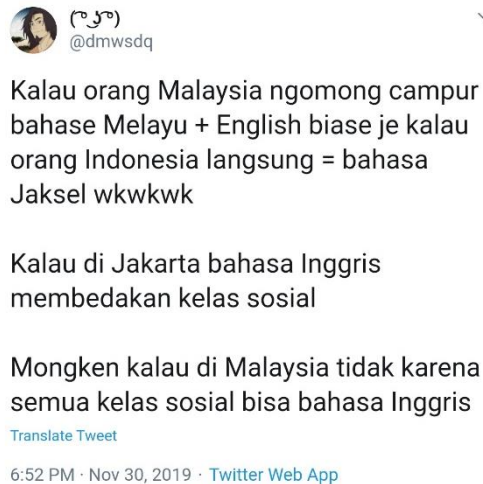 ( ͡° ͜ʖ ͡°)
@dmwsdq
Kalau orang Malaysia ngomong campur
bahase Melayu + English biase je kalau
orang Indonesia langsung = bahasa
Jaksel wkwkwk
Kalau di Jakarta bahasa Inggris
membedakan kelas sosial
Mongken kalau di Malaysia tidak karena
semua kelas sosial bisa bahasa Inggris
Translate Tweet
6:52 PM · Nov 30, 2019 · Twitter Web App